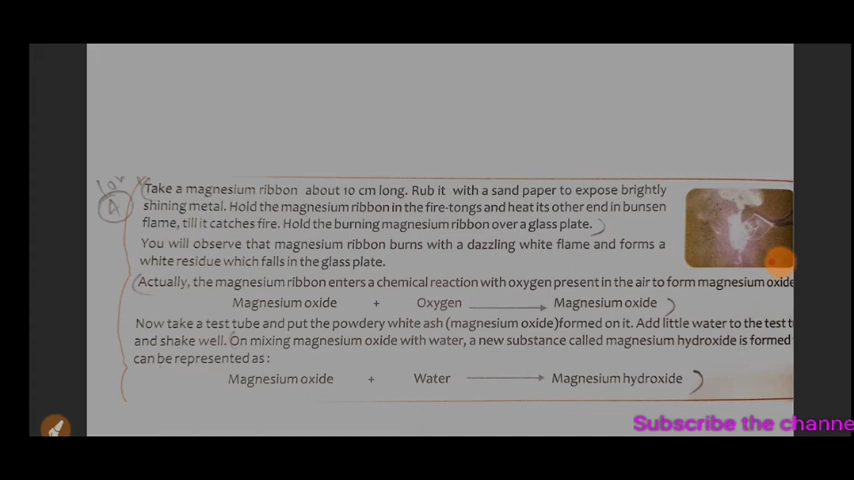 Take a magnesium ribbon about 10 cm long. Rub it with a sand paper to expose brightly
A
shining metal. Hold the magnesium ribbon in the fire-tongs and heat its other end in bunsen
flame, till it catches fire. Hold the burning magnesium ribbon over a glass plate.
You will observe that magnesium ribbon burns with a dazzling white flame and forms a
white residue which falls in the glass plate.
Actually, the magnesium ribbon enters a chemical reaction with oxygen present in the air to form magnesium oxide
Magnesium oxide + Oxygen → Magnesium oxide
Now take a test tube and put the powdery white ash (magnesium oxide)formed on it. Add little water to the test t
and shake well. On mixing magnesium oxide with water, a new substance called magnesium hydroxide is formed
can be represented as:
Magnesium oxide + Water → Magnesium hydroxide
Subscribe the channe